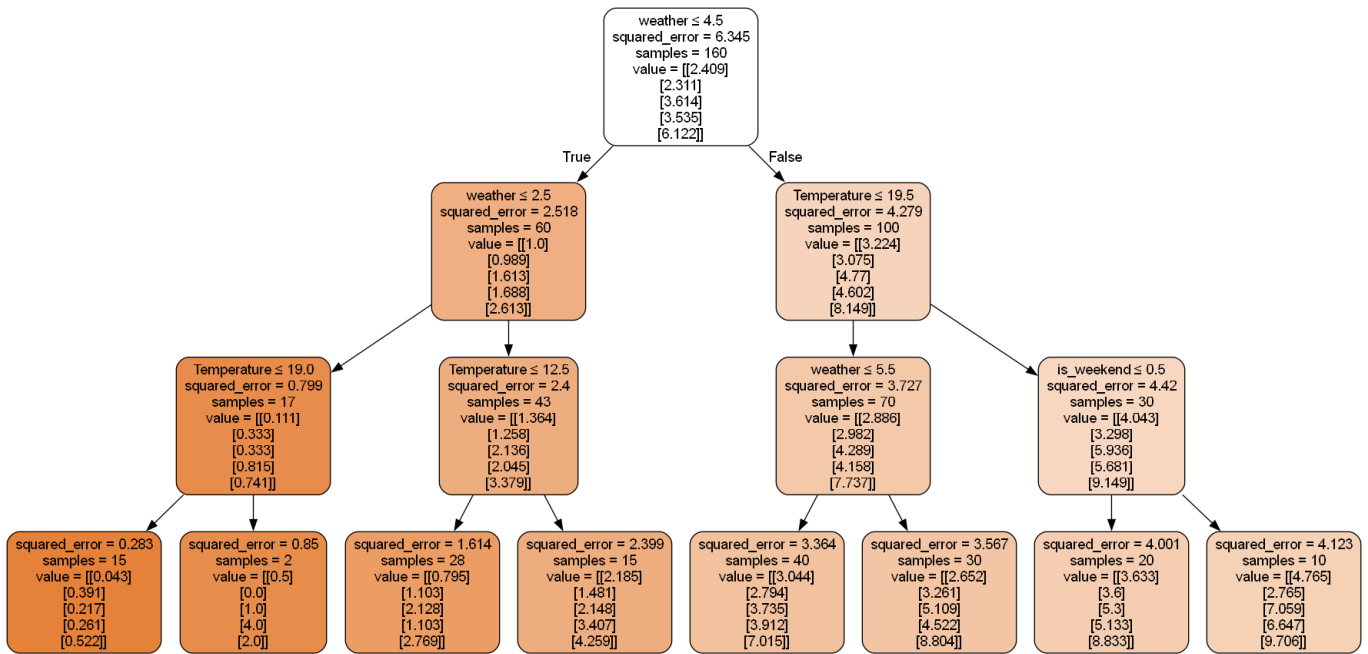 weather ≤ 4.5
squared_error = 6.345
samples = 160
value = [[2.409]
[2.311]
[3.614]
[3.535]
[6.122]]
True
False
weather ≤ 2.5
squared_error = 2.518
samples = 60
value = [[1.0]
[0.989]
[1.613]
[1.688]
[2.613]]
Temperature ≤ 19.5
squared_error = 4.279
samples = 100
value = [[3.224]
[3.075]
[4.77]
[4.602]
[8.149]]
Temperature ≤ 19.0
squared_error = 0.799
samples = 17
value = [[0.111]
[0.333]
[0.333]
[0.815]
[0.741]]
Temperature ≤ 12.5
squared_error = 2.4
samples = 43
value = [[1.364]
[1.258]
[2.136]
[2.045]
[3.379]]
weather ≤ 5.5
squared_error = 3.727
samples = 70
value = [[2.886]
[2.982]
[4.289]
[4.158]
[7.737]]
is_weekend ≤ 0.5
squared_error = 4.42
samples = 30
value = [[4.043]
[3.298]
[5.936]
[5.681]
[9.149]]
squared_error = 0.283
samples = 15
value = [[0.043]
[0.391]
[0.217]
[0.261]
[0.522]]
squared_error = 0.85
samples = 2
value = [[0.5]
[0.0]
[1.0]
[4.0]
[2.0]]
squared_error = 1.614
samples = 28
value = [[0.795]
[1.103]
[2.128]
[1.103]
[2.769]]
squared_error = 2.399
samples = 15
value = [[2.185]
[1.481]
[2.148]
[3.407]
[4.259]]
squared_error = 3.364
samples = 40
value = [[3.044]
[2.794]
[3.735]
[3.912]
[7.015]]
squared_error = 3.567
samples = 30
value = [[2.652]
[3.261]
[5.109]
[4.522]
[8.804]]
squared_error = 4.001
samples = 20
value = [[3.633]
[3.6]
[5.3]
[5.133]
[8.833]]
squared_error = 4.123
samples = 10
value = [[4.765]
[2.765]
[7.059]
[6.647]
[9.706]]